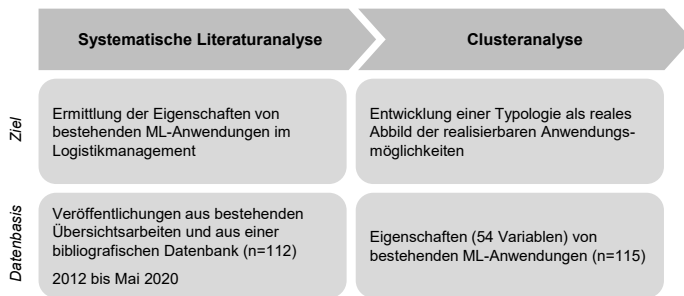 Systematische Literaturanalyse
Clusteranalyse
Ziel
Ermittlung der Eigenschaften von
bestehenden ML-Anwendungen im
Logistikmanagement
Entwicklung einer Typologie als reales
Abbild der realisierbaren Anwendungs-
möglichkeiten
Datenbasis
Veröffentlichungen aus bestehenden
Übersichtsarbeiten und aus einer
bibliografischen Datenbank (n=112)
2012 bis Mai 2020
Eigenschaften (54 Variablen) von
bestehenden ML-Anwendungen (n=115)